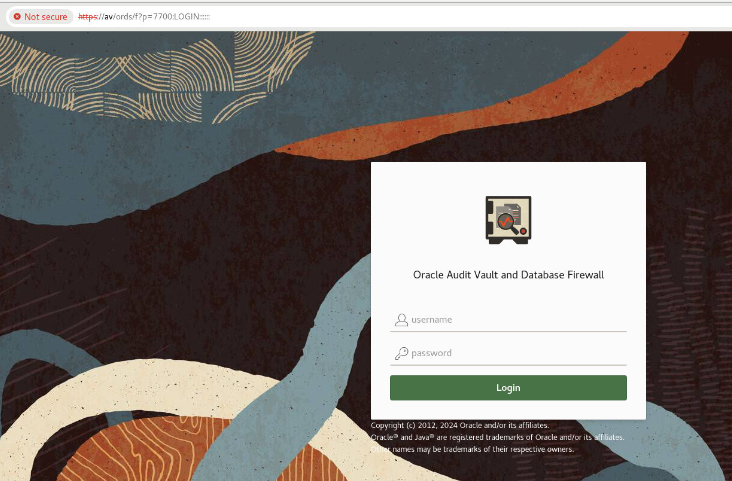 Not secure https://av/ords/f?p=7700:LOGIN::::::
Oracle Audit Vault and Database Firewall
username
password
Login
Copyright (c) 2012, 2024 Oracle and/or its affiliates.
Oracle® and Java® are registered trademarks of Oracle and/or its affiliates.
Other names may be trademarks of their respective owners.